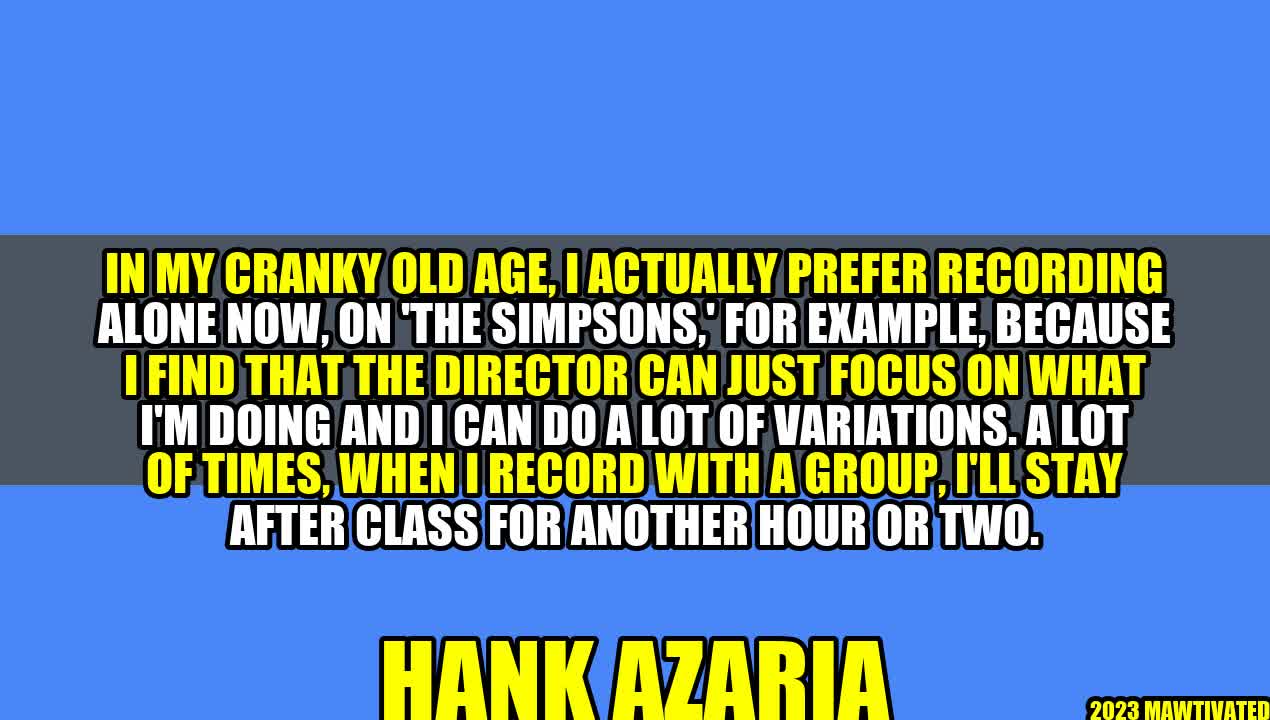 IN MY CRANKY OLD AGE, I ACTUALLY PREFER RECORDING
ALONE NOW, ON 'THE SIMPSONS,' FOR EXAMPLE, BECAUSE
I FIND THAT THE DIRECTOR CAN JUST FOCUS ON WHAT
I'M DOING AND I CAN DO A LOT OF VARIATIONS. A LOT
OF TIMES, WHEN I RECORD WITH A GROUP, I'LL STAY
AFTER CLASS FOR ANOTHER HOUR OR TWO.
HANK AZARIA
2023 MAWTIVATED